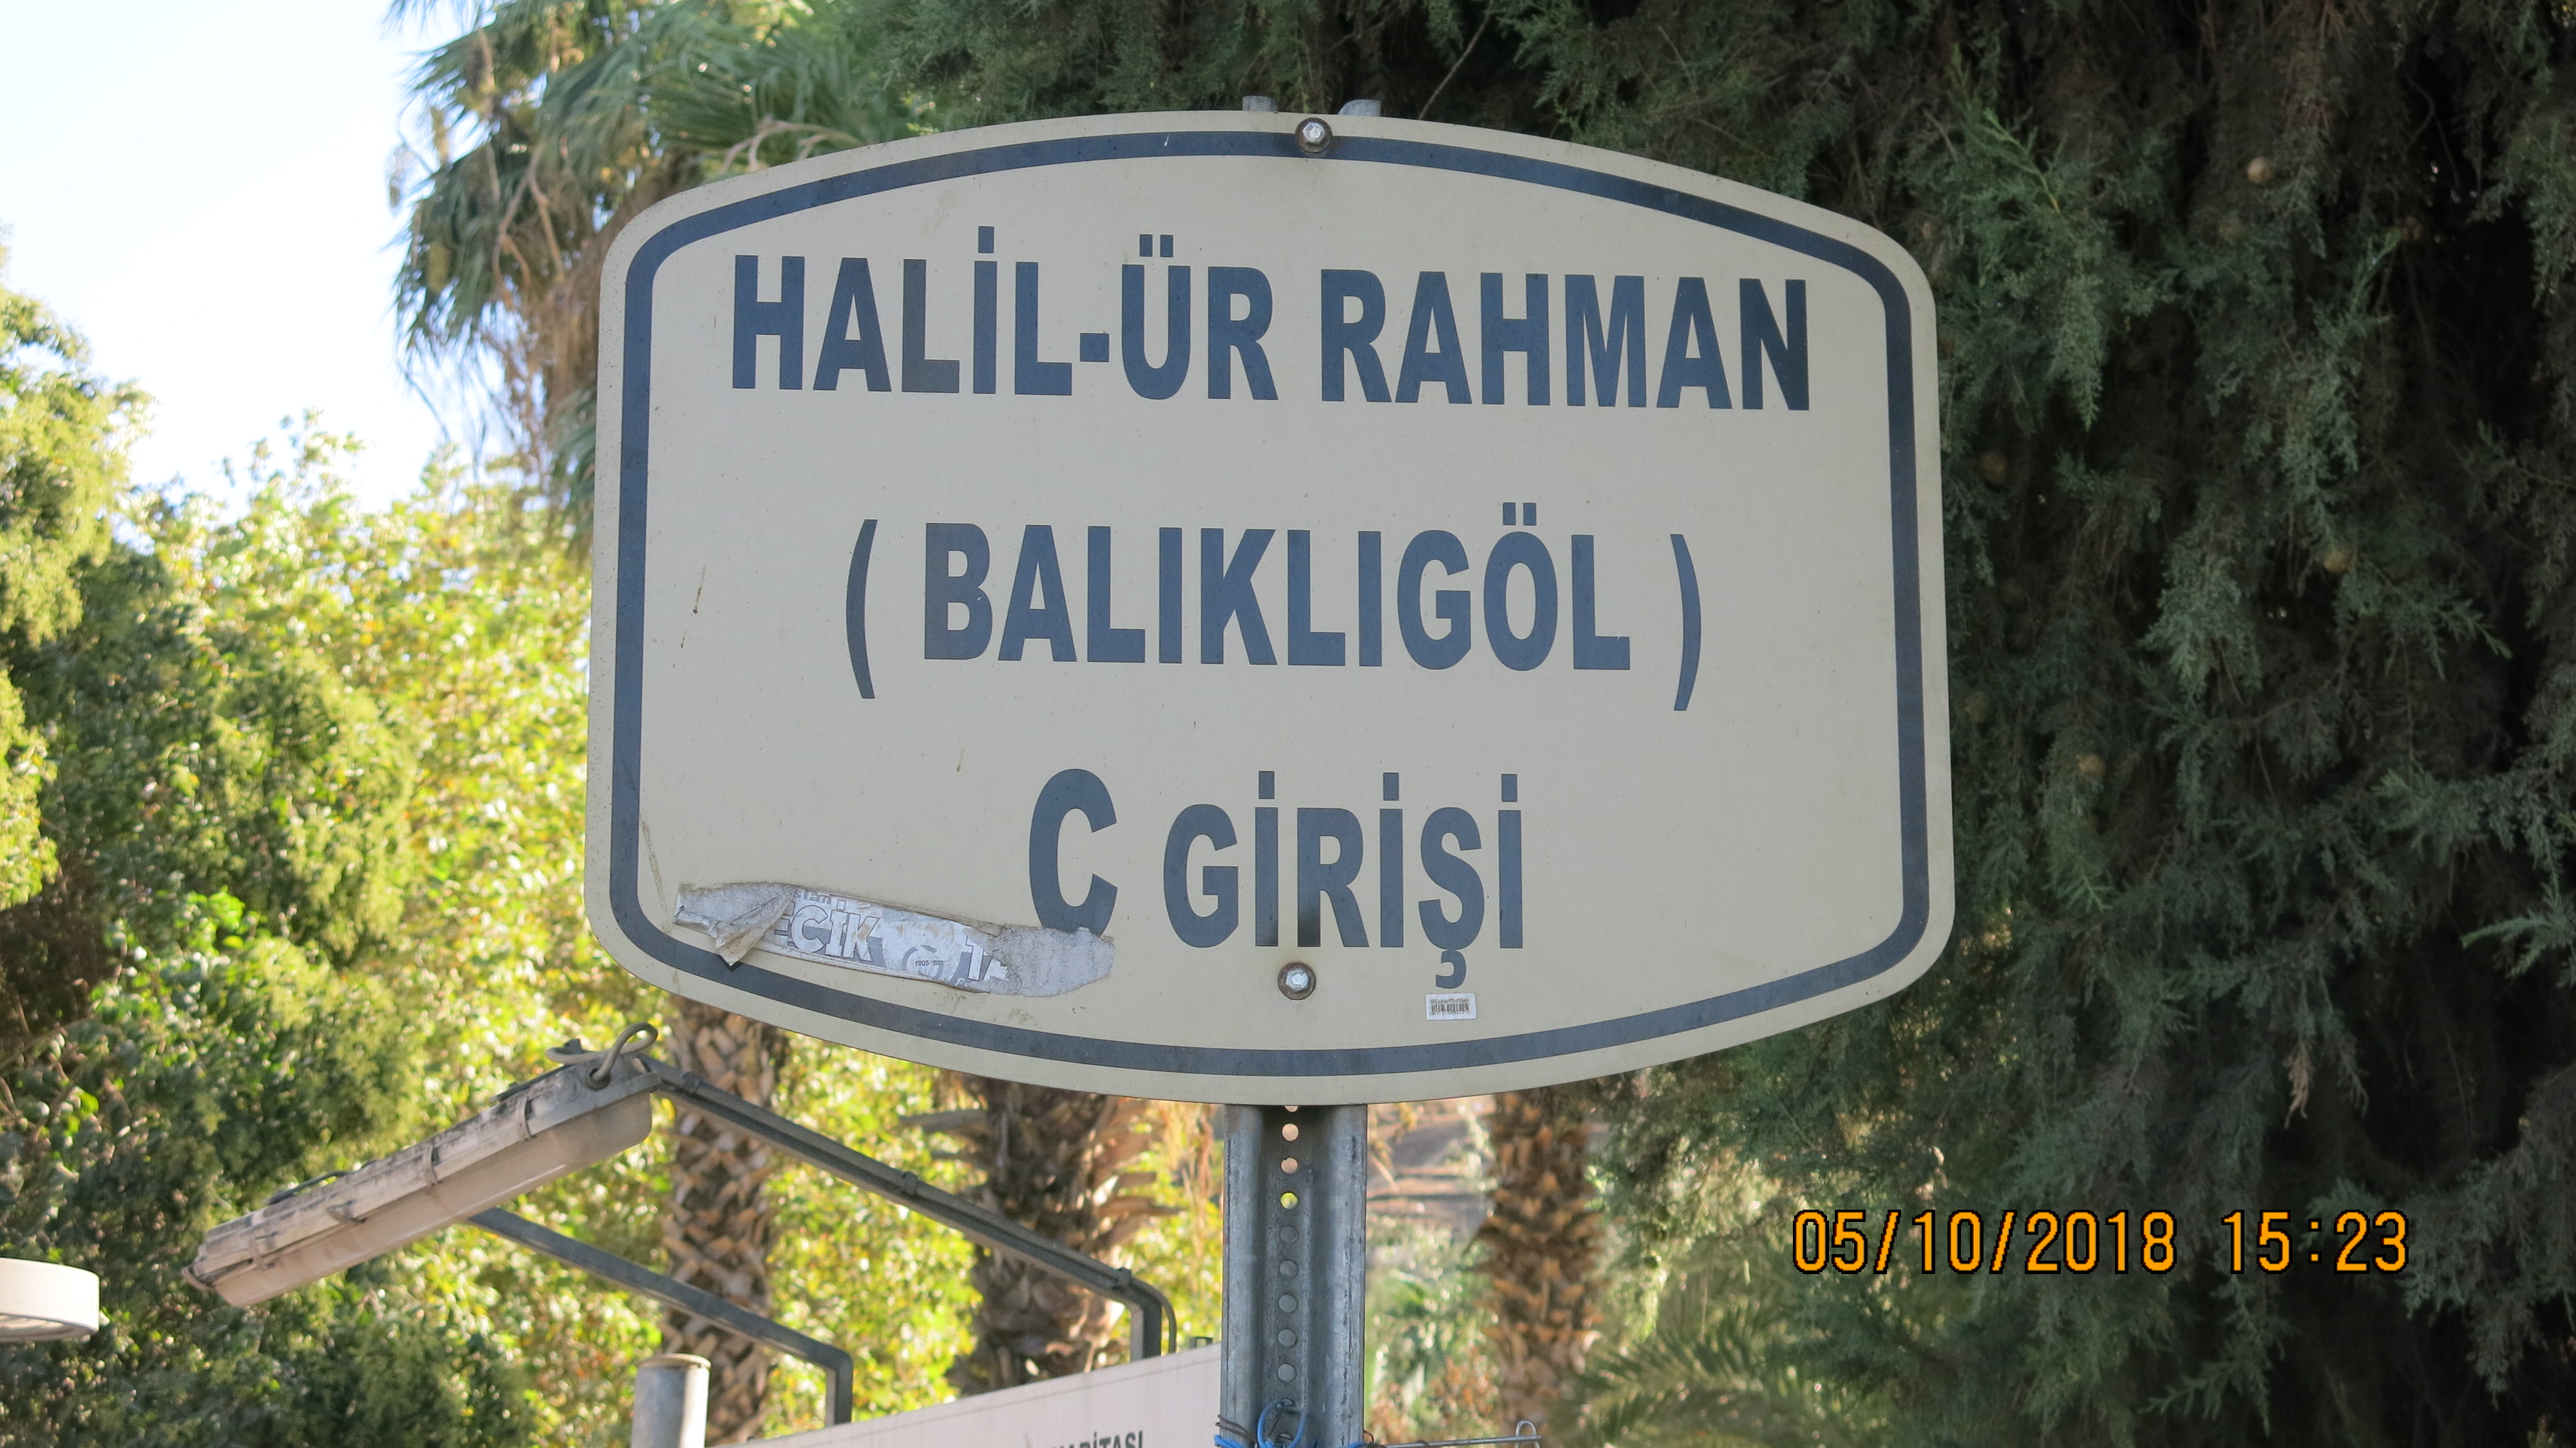 HALİL-ÜR RAHMAN
( BALIKLIGÖL )
C GİRİŞİ
05/10/2018 15:23